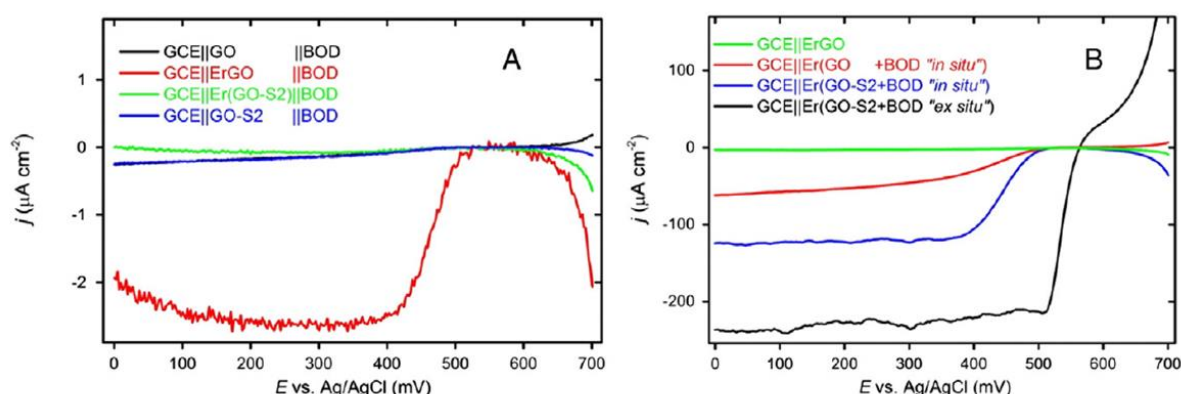 A
GCE||GO ||BOD
GCE||ErGO ||BOD
GCE||Er(GO-S2)||BOD
GCE||GO-S2 ||BOD
1
0
-1
-2
j (µA cm-2)
0 100 200 300 400 500 600 700
E vs. Ag/AgCl (mV)
B
GCE||ErGO
GCE||Er(GO +BOD "in situ")
GCE||Er(GO-S2+BOD "in situ")
GCE||Er(GO-S2+BOD "ex situ")
100
0
-100
-200
j (µA cm-2)
0 100 200 300 400 500 600 700
E vs. Ag/AgCl (mV)